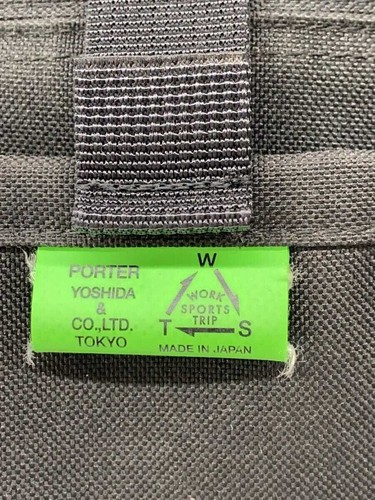 PORTER
YOSHIDA
&
CO.,LTD.
TOKYO
W
WORK
SPORTS
TRIP
T S
MADE IN JAPAN